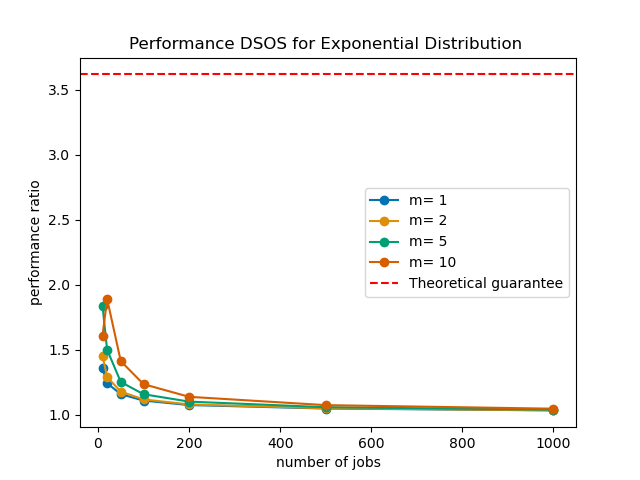 Performance DSOS for Exponential Distribution
performance ratio
3.5
3.0
2.5
2.0
1.5
1.0
m= 1
m= 2
m= 5
m= 10
Theoretical guarantee
0 200 400 600 800 1000
number of jobs